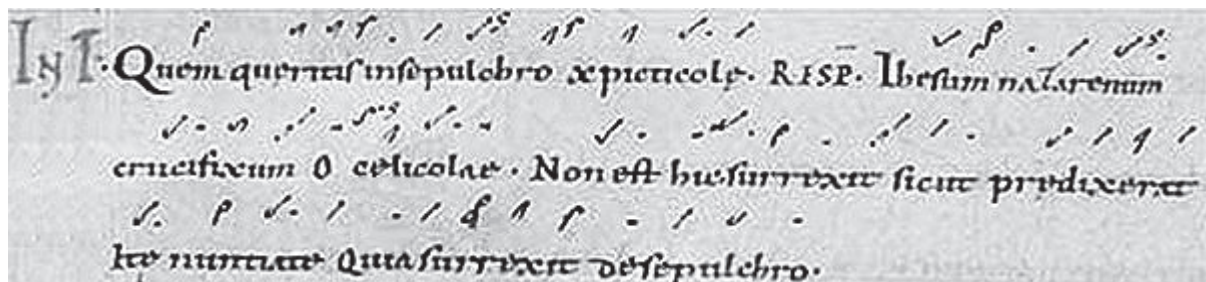 INT. Quem queritis in sepulchro xpicticole. RESP. Ihesum nazarenum
crucifixum o celicolae. Non est hic surrexit sicut predixerat
Ite nuntiate quia surrexit de sepulchro.